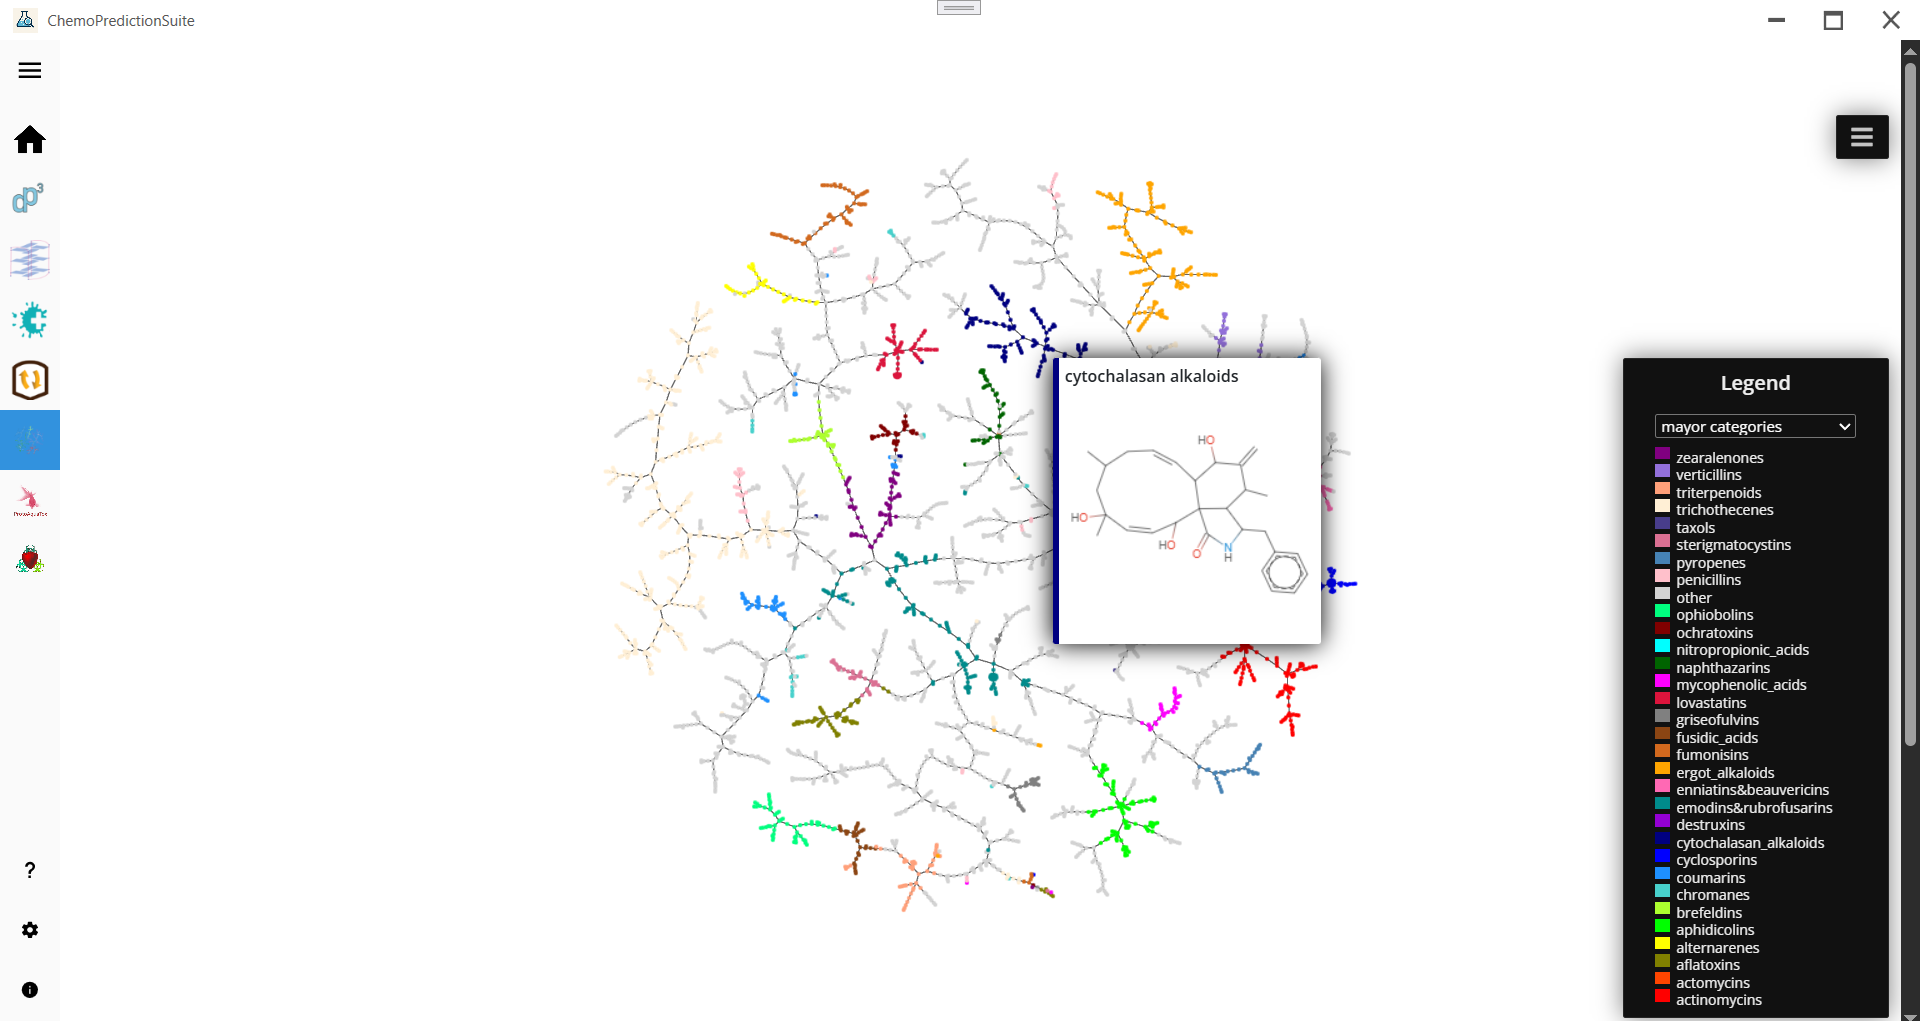 ChemoPredictionSuite
dp3
cytochalasan alkaloids
HO
HO
HO
O
N
H
?
Legend
mayor categories
zearalenones
verticillins
triterpenoids
trichothecenes
taxols
sterigmatocystins
pyropenes
penicillins
other
ophiobolins
ochratoxins
nitropropionic_acids
naphthazarins
mycophenolic_acids
lovastatins
griseofulvins
fusidic_acids
fumonisins
ergot_alkaloids
enniatins&beauvericins
emodins&rubrofusarins
destruxins
cytochalasan_alkaloids
cyclosporins
coumarins
chromanes
brefeldins
aphidicolins
alternarenes
aflatoxins
actomycins
actinomycins